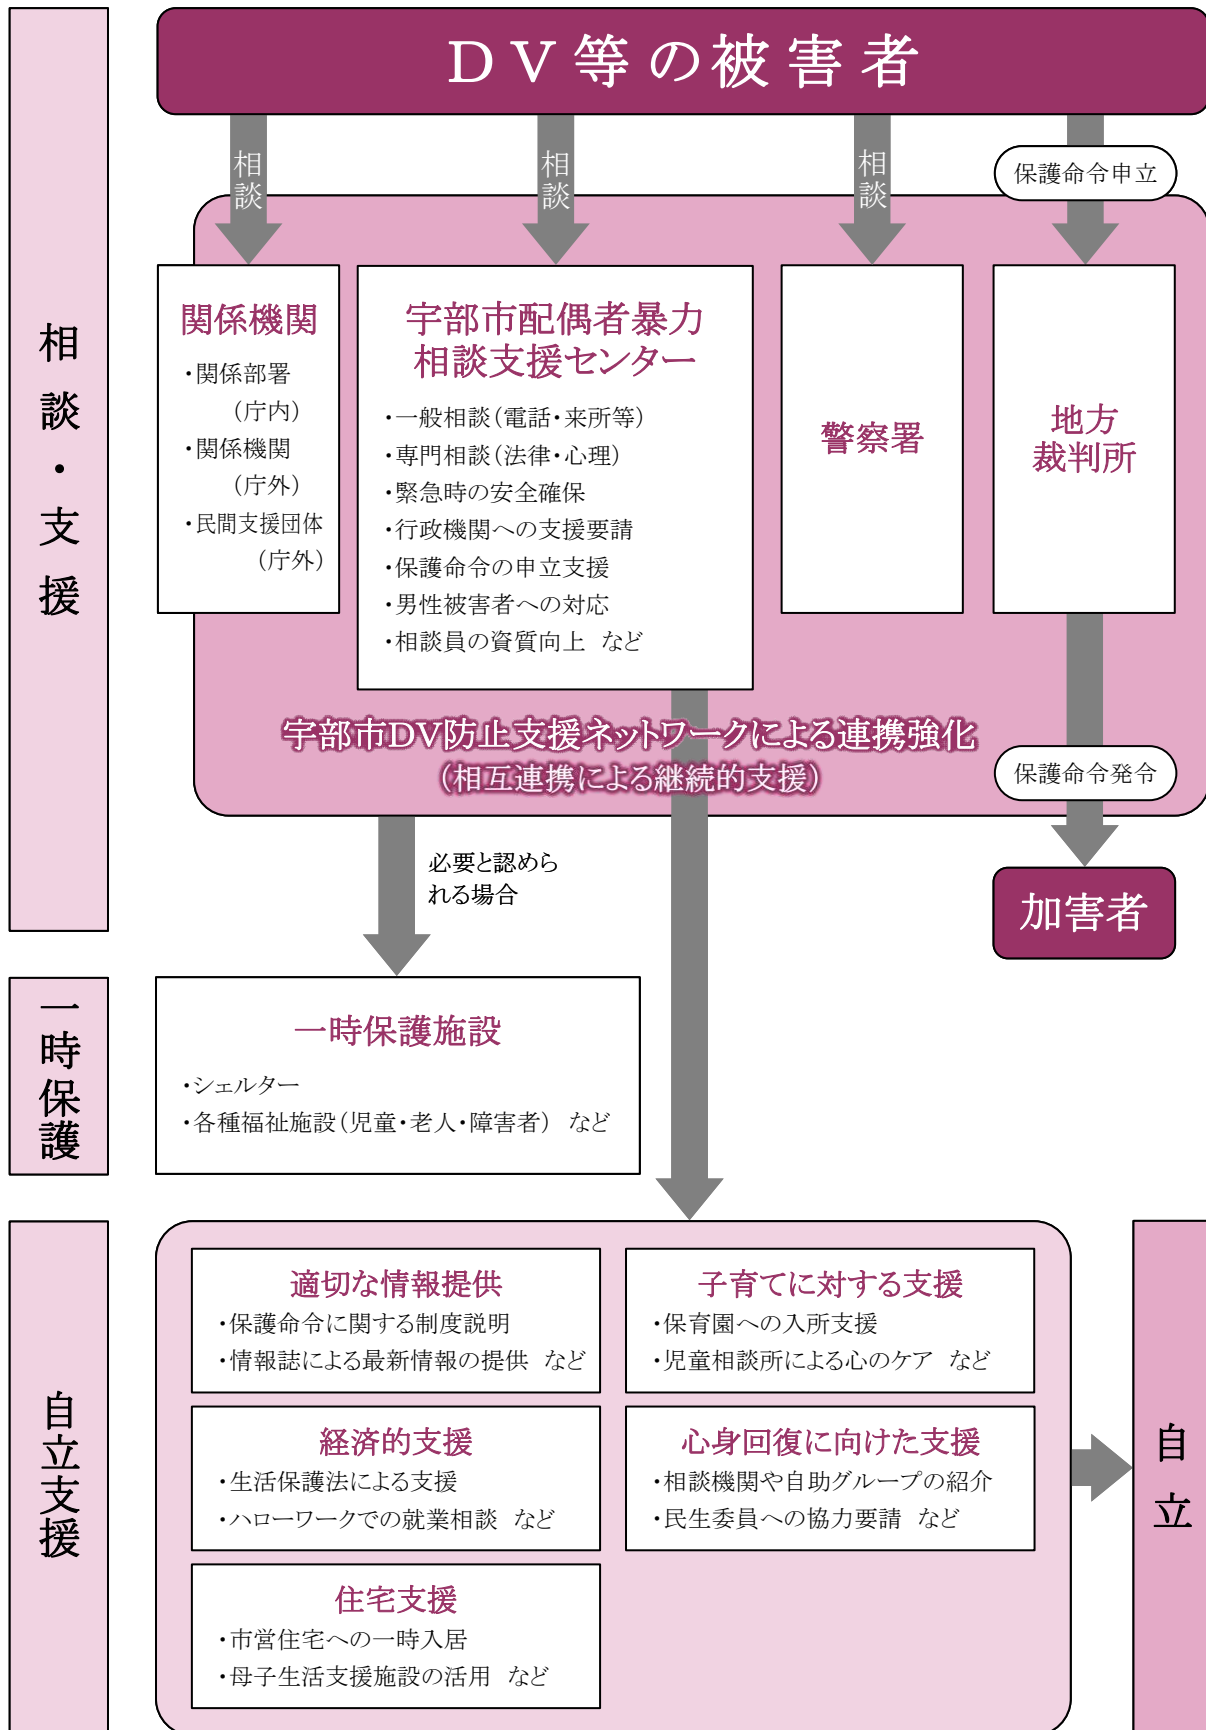 DV等の被害者
相談
相談
相談
保護命令申立
相談・支援
関係機関
・関係部署
（庁内）
・関係機関
（庁外）
・民間支援団体
（庁外）
宇部市配偶者暴力
相談支援センター
・一般相談（電話・来所等）
・専門相談（法律・心理）
・緊急時の安全確保
・行政機関への支援要請
・保護命令の申立支援
・男性被害者への対応
・相談員の資質向上 など
警察署
地方
裁判所
宇部市DV防止支援ネットワークによる連携強化
（相互連携による継続的支援）
保護命令発令
必要と認めら
れる場合
加害者
一時保護
一時保護施設
・シェルター
・各種福祉施設（児童・老人・障害者） など
自立支援
適切な情報提供
・保護命令に関する制度説明
・情報誌による最新情報の提供 など
子育てに対する支援
・保育園への入所支援
・児童相談所による心のケア など
経済的支援
・生活保護法による支援
・ハローワークでの就業相談 など
心身回復に向けた支援
・相談機関や自助グループの紹介
・民生委員への協力要請 など
住宅支援
・市営住宅への一時入居
・母子生活支援施設の活用 など
自立